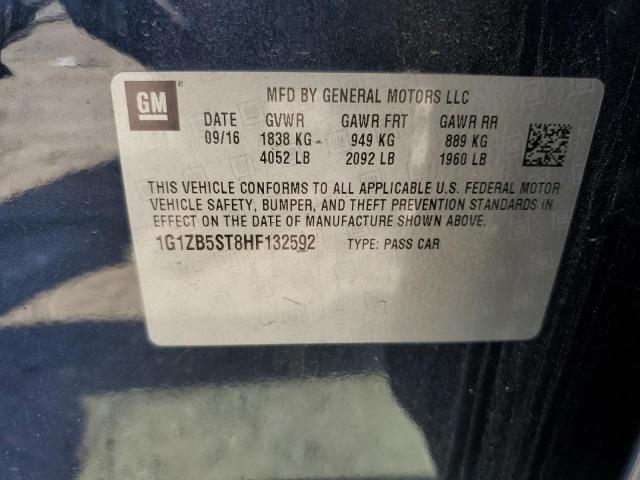 GM
MFD BY GENERAL MOTORS LLC
DATE GVWR GAWR FRT GAWR RR
09/16 1838 KG 949 KG 889 KG
4052 LB 2092 LB 1960 LB
THIS VEHICLE CONFORMS TO ALL APPLICABLE U.S. FEDERAL MOTOR
VEHICLE SAFETY, BUMPER, AND THEFT PREVENTION STANDARDS IN
EFFECT ON THE DATE OF MANUFACTURE SHOWN ABOVE.
1G1ZB5ST8HF132592 TYPE: PASS CAR